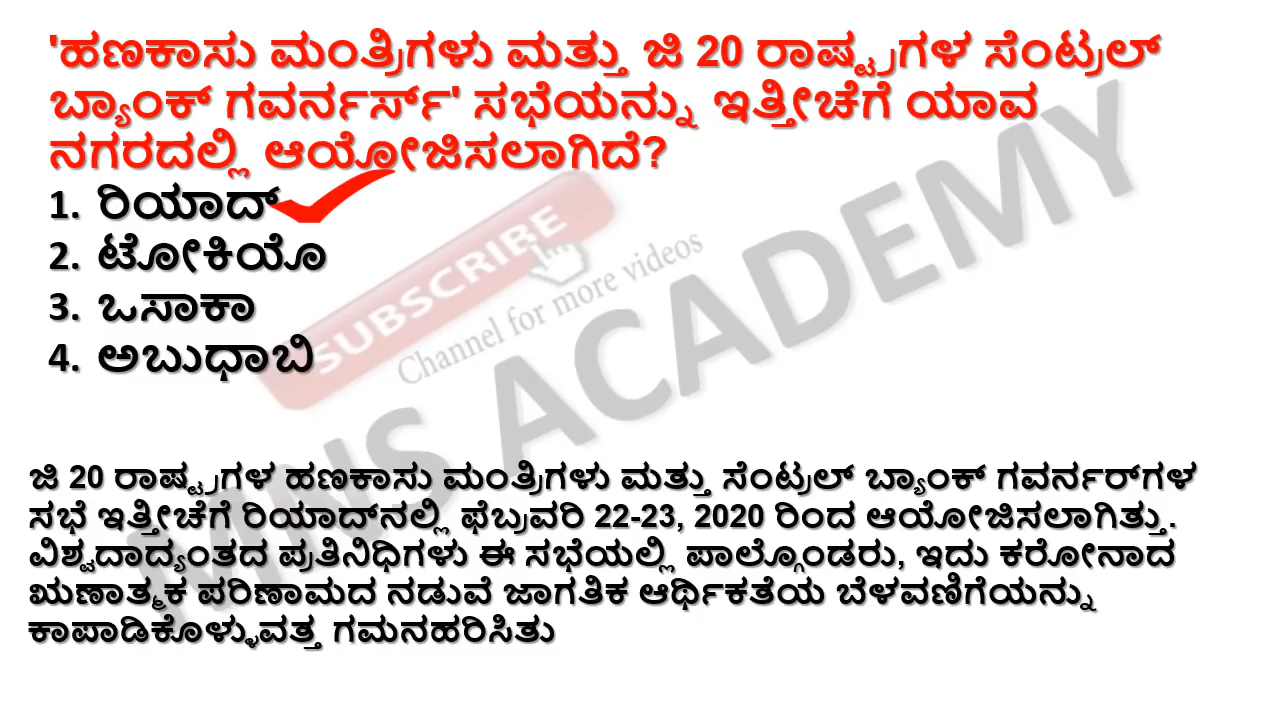 'ಹಣಕಾಸು ಮಂತ್ರಿಗಳು ಮತ್ತು ಜಿ 20 ರಾಷ್ಟ್ರಗಳ ಸೆಂಟ್ರಲ್
ಬ್ಯಾಂಕ್ ಗವರ್ನರ್ಸ್' ಸಭೆಯನ್ನು ಇತ್ತೀಚೆಗೆ ಯಾವ
ನಗರದಲ್ಲಿ ಆಯೋಜಿಸಲಾಗಿದೆ?
1. ರಿಯಾದ್
2. ಟೋಕಿಯೊ
3. ಒಸಾಕಾ
4. ಅಬುಧಾಬಿ
SUBSCRIBE
Channel for more videos
MNS ACADEMY
ಜಿ 20 ರಾಷ್ಟ್ರಗಳ ಹಣಕಾಸು ಮಂತ್ರಿಗಳು ಮತ್ತು ಸೆಂಟ್ರಲ್ ಬ್ಯಾಂಕ್ ಗವರ್ನರ್‌ಗಳ
ಸಭೆ ಇತ್ತೀಚೆಗೆ ರಿಯಾದ್‌ನಲ್ಲಿ ಫೆಬ್ರವರಿ 22-23, 2020 ರಿಂದ ಆಯೋಜಿಸಲಾಗಿತ್ತು.
ವಿಶ್ವದಾದ್ಯಂತದ ಪ್ರತಿನಿಧಿಗಳು ಈ ಸಭೆಯಲ್ಲಿ ಪಾಲ್ಗೊಂಡರು, ಇದು ಕರೋನಾದ
ಋಣಾತ್ಮಕ ಪರಿಣಾಮದ ನಡುವೆ ಜಾಗತಿಕ ಆರ್ಥಿಕತೆಯ ಬೆಳವಣಿಗೆಯನ್ನು
ಕಾಪಾಡಿಕೊಳ್ಳುವತ್ತ ಗಮನಹರಿಸಿತು